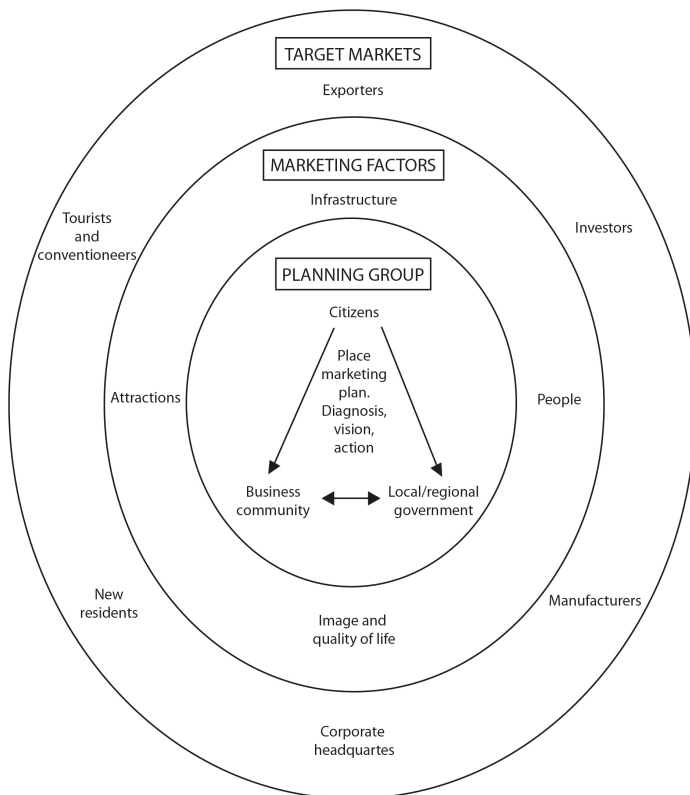 TARGET MARKETS
Exporters
MARKETING FACTORS
Infrastructure
Tourists
and
conventioneers
Investors
PLANNING GROUP
Citizens
Place
marketing
plan.
Diagnosis,
vision,
action
Attractions
People
Business
community
Local/regional
government
New
residents
Manufacturers
Image and
quality of life
Corporate
headquartes